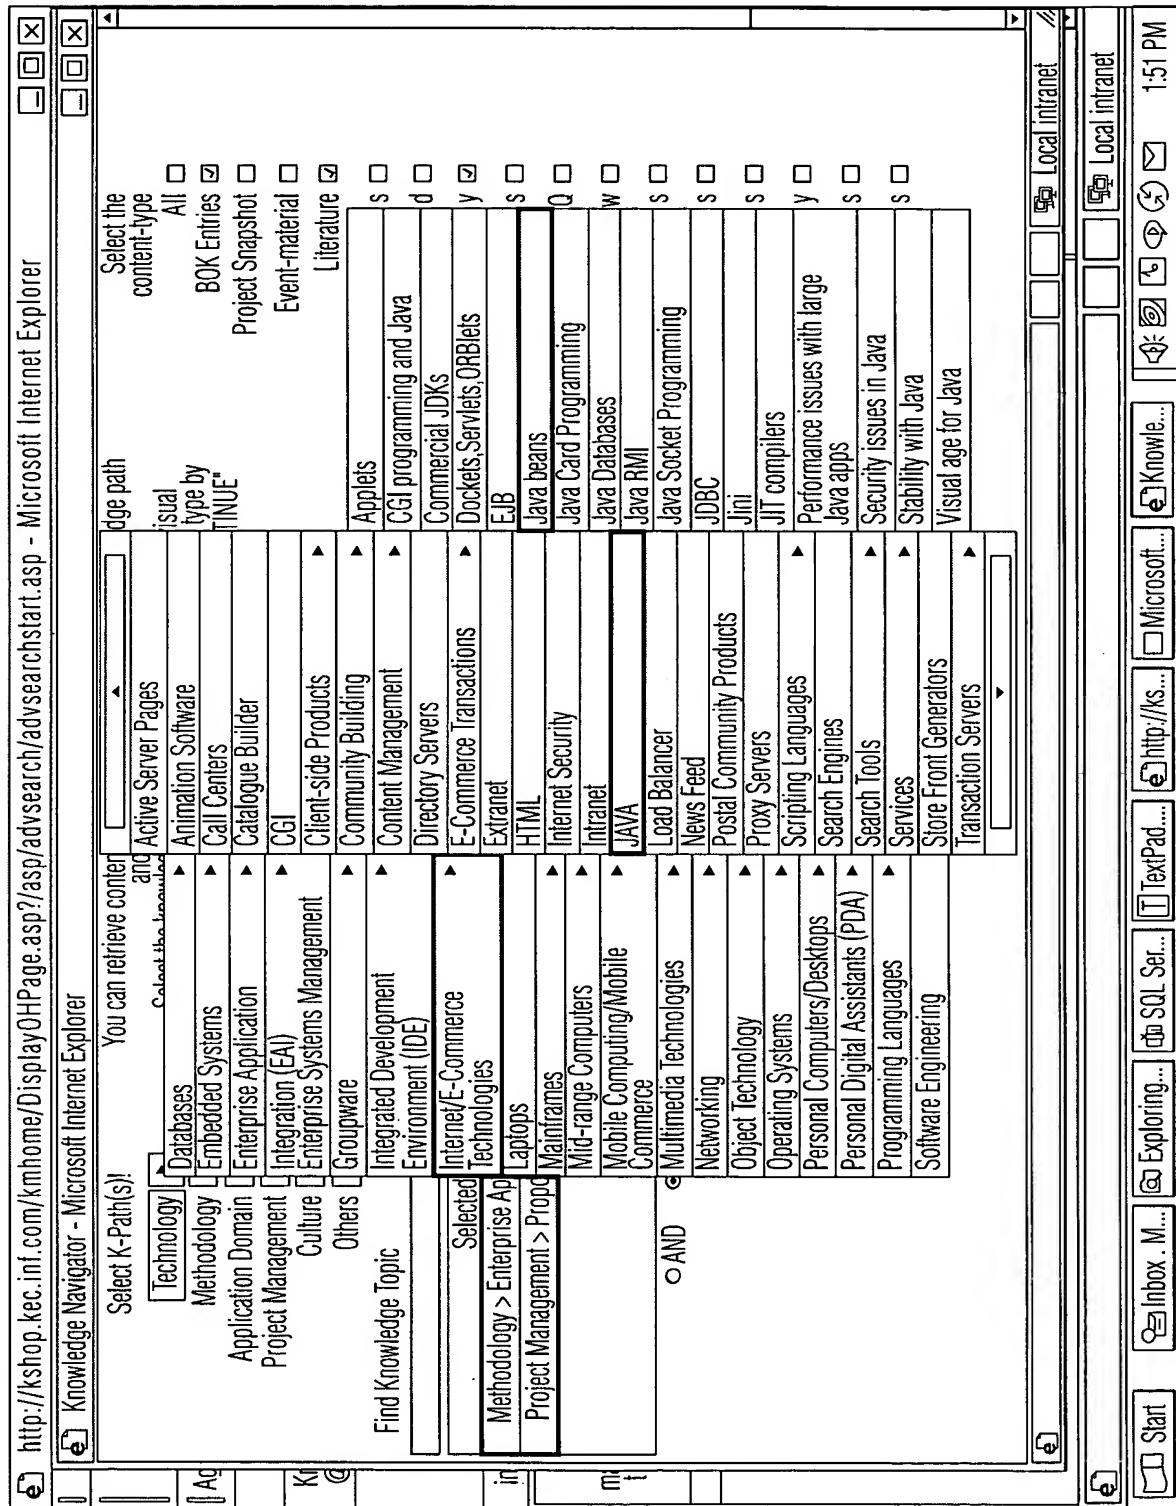 http://kshop.kec.inf.com/kmhome/DisplayOHPage.asp?/asp/advsearch/advsearchstart.asp - Microsoft Internet Explorer
Knowledge Navigator - Microsoft Internet Explorer
Select K-Path(s)!
You can retrieve conten
and
Select the knowled
dge path
isual
type by
TINUE"
Select the
content-type
Technology
Methodology
Application Domain
Project Management
Culture
Others
Find Knowledge Topic
Selected
Methodology > Enterprise Ap
Project Management > Propo
AND
Databases
Embedded Systems
Enterprise Application
Integration (EAI)
Enterprise Systems Management
Groupware
Integrated Development
Environment (IDE)
Internet/E-Commerce
Technologies
Laptops
Mainframes
Mid-range Computers
Mobile Computing/Mobile
Commerce
Multimedia Technologies
Networking
Object Technology
Operating Systems
Personal Computers/Desktops
Personal Digital Assistants (PDA)
Programming Languages
Software Engineering
Active Server Pages
Animation Software
Call Centers
Catalogue Builder
CGI
Client-side Products
Community Building
Content Management
Directory Servers
E-Commerce Transactions
Extranet
HTML
Internet Security
Intranet
JAVA
Load Balancer
News Feed
Postal Community Products
Proxy Servers
Scripting Languages
Search Engines
Search Tools
Services
Store Front Generators
Transaction Servers
Applets
CGI programming and Java
Commercial JDKs
Dockets,Servlets,ORBlets
EJB
Java beans
Java Card Programming
Java Databases
Java RMI
Java Socket Programming
JDBC
Jini
JIT compilers
Performance issues with large
Java apps
Security issues in Java
Stability with Java
Visual age for Java
All
BOK Entries
Project Snapshot
Event-material
Literature
s
d
y
s
Q
w
s
s
s
s
y
s
s
Ag
in
t
Local intranet
Local intranet
Start
Inbox . M...
Exploring...
SQL Ser...
TextPad....
http://ks...
Microsoft...
Knowle...
1:51 PM